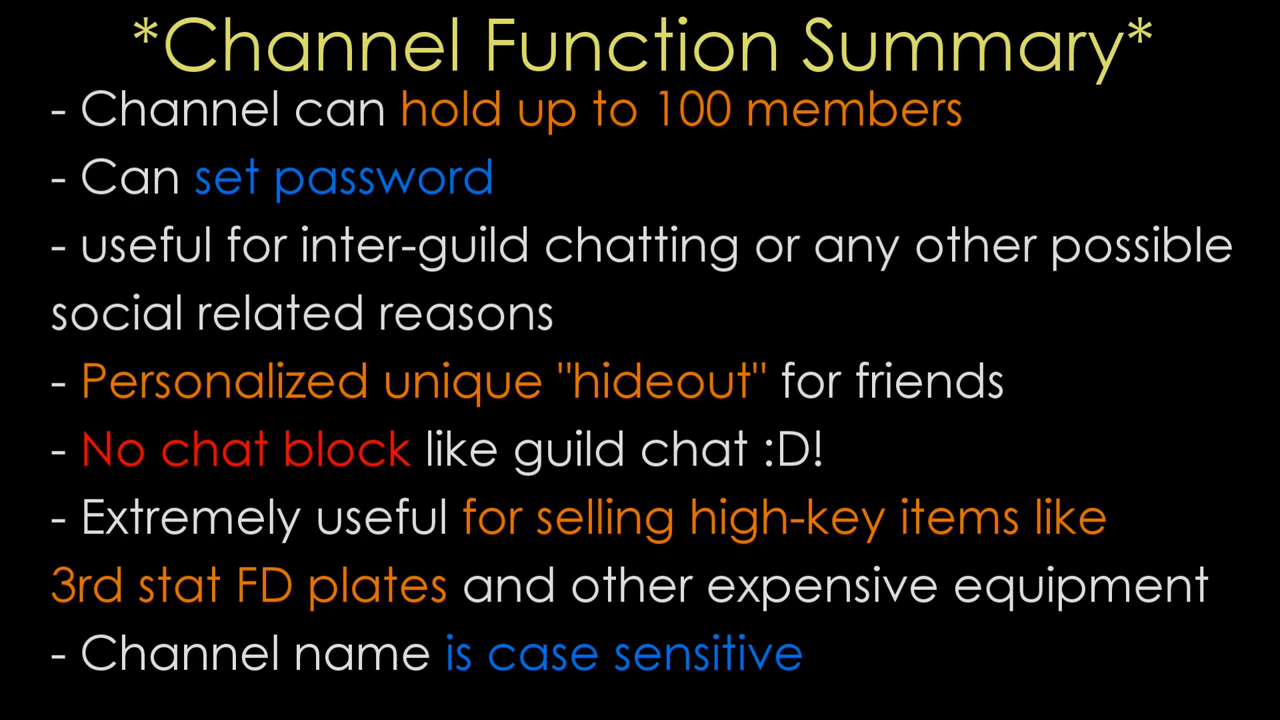 *Channel Function Summary*
- Channel can hold up to 100 members
- Can set password
- useful for inter-guild chatting or any other possible
social related reasons
- Personalized unique "hideout" for friends
- No chat block like guild chat :D!
- Extremely useful for selling high-key items like
3rd stat FD plates and other expensive equipment
- Channel name is case sensitive